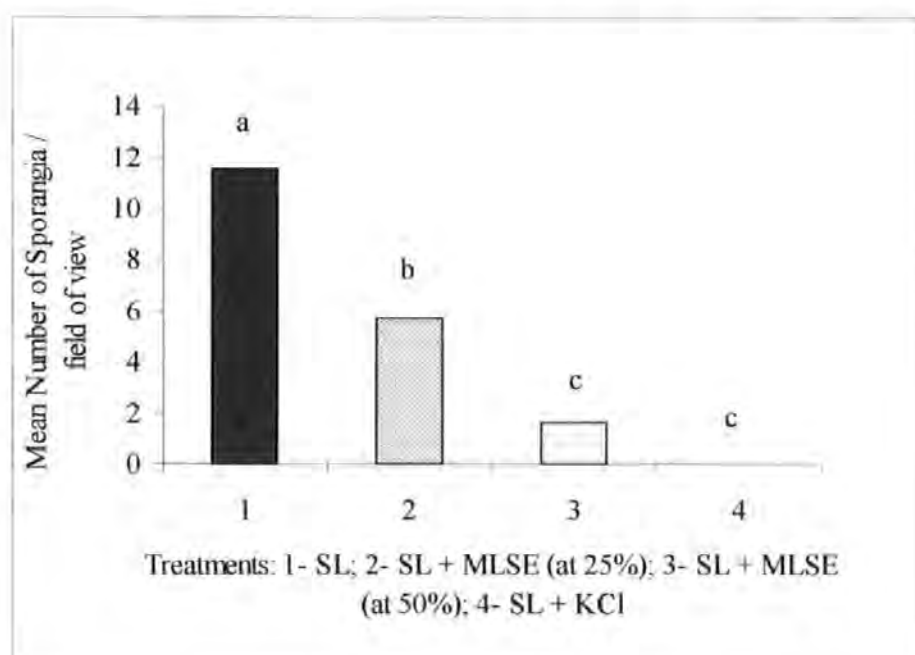 Mean Number of Sporangia /
field of view
14
12
10
8
6
4
2
0
a
b
c
c
1
2
3
4
Treatments: 1- SL; 2- SL + MLSE (at 25%); 3- SL + MLSE
(at 50%); 4- SL + KCl